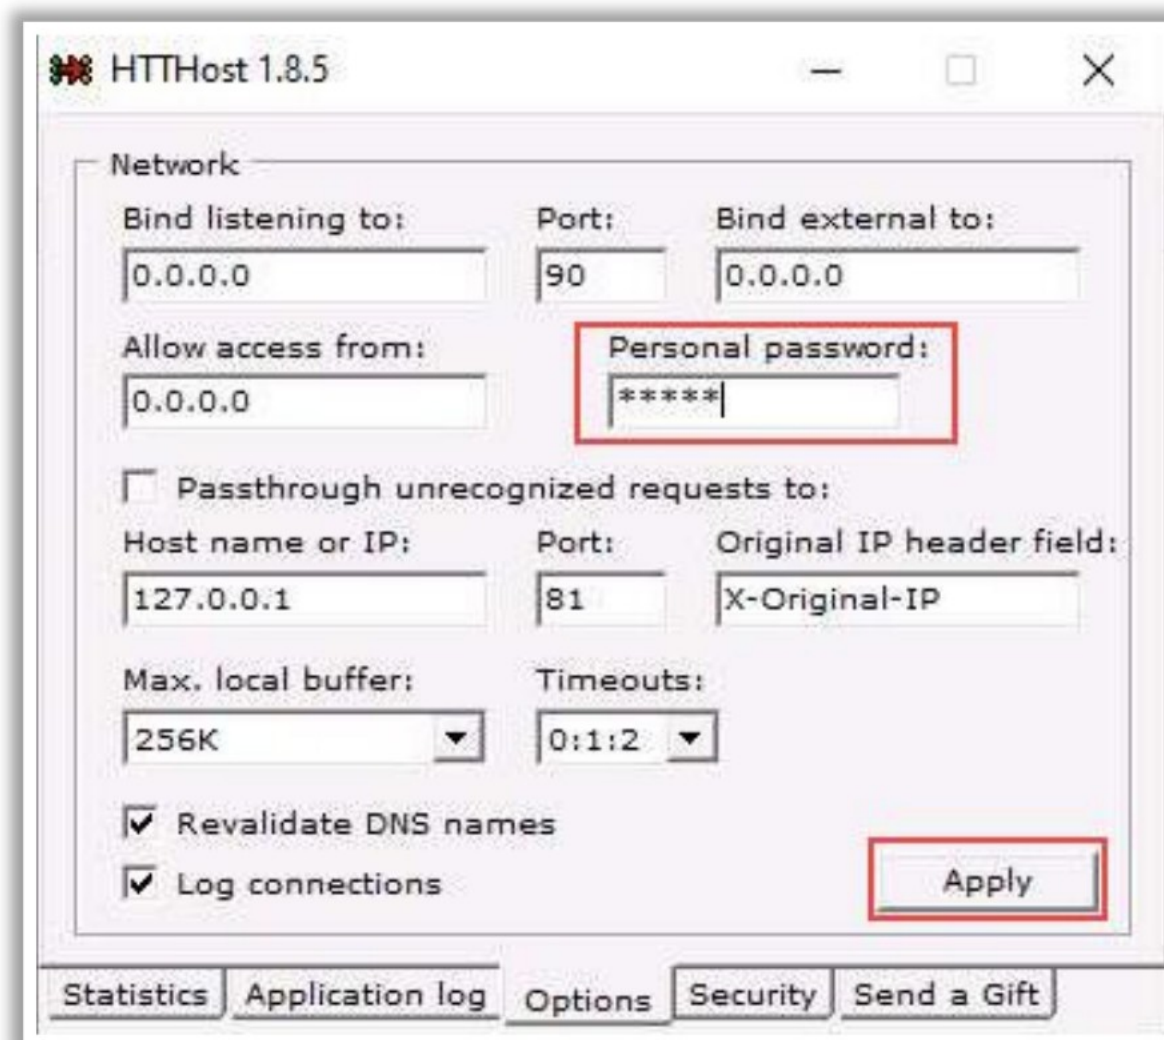 HTTHost 1.8.5
Network
Bind listening to: Port: Bind external to:
0.0.0.0 90 0.0.0.0
Allow access from: Personal password:
0.0.0.0 *****
Passthrough unrecognized requests to:
Host name or IP: Port: Original IP header field:
127.0.0.1 81 X-Original-IP
Max. local buffer: Timeouts:
256K 0:1:2
Revalidate DNS names
Log connections
Apply
Statistics Application log Options Security Send a Gift